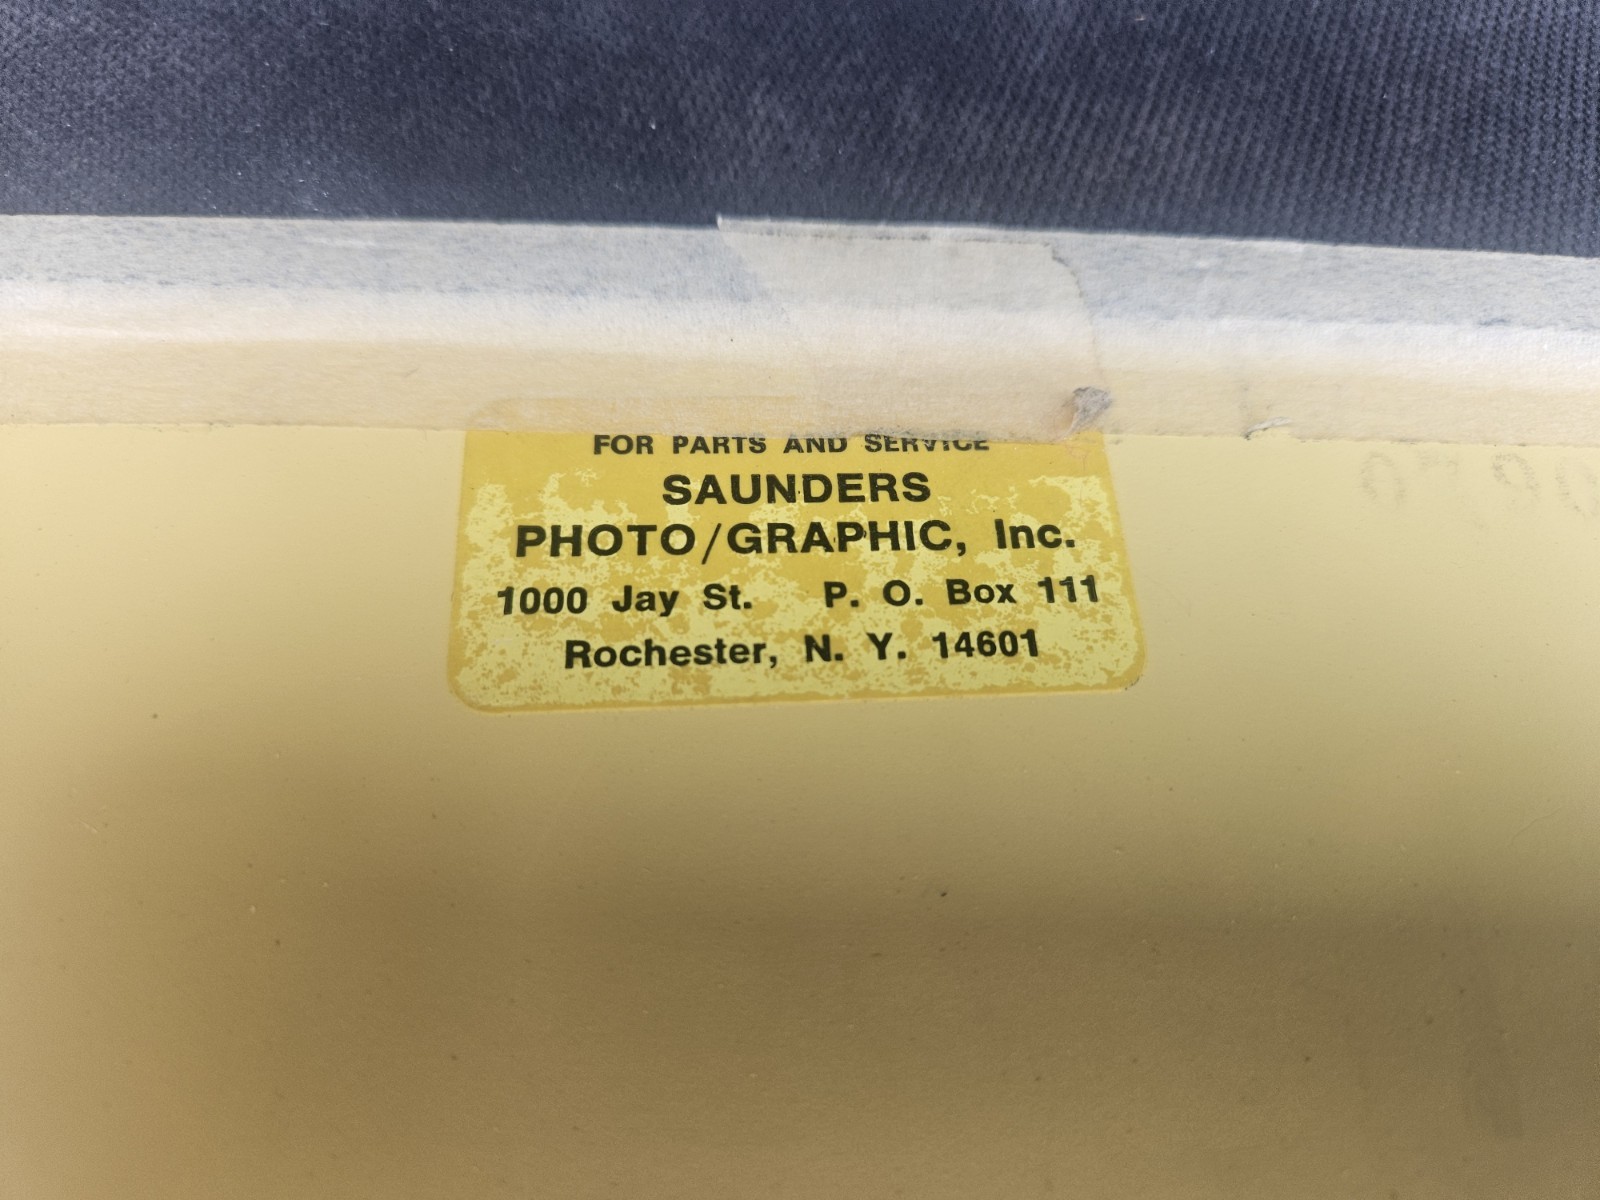 FOR PARTS AND SERVICE
SAUNDERS
PHOTO/GRAPHIC, Inc.
1000 Jay St. P. O. Box 111
Rochester, N. Y. 14601